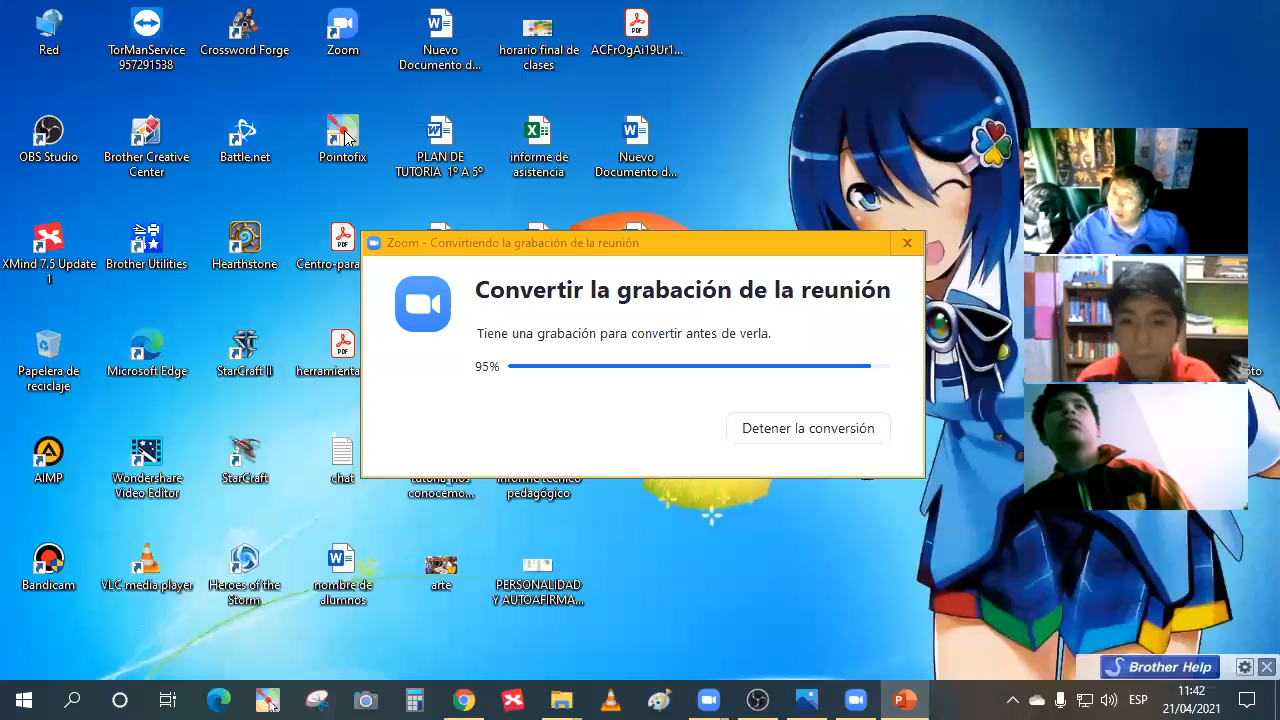 Red
TorManService
957291538
Crossword Forge
Zoom
Nuevo
Documento d...
horario final de
clases
ACFrOgAi19Ur1...
OBS Studio
Brother Creative
Center
Battle.net
Pointofix
PLAN DE
TUTORIA 1º A 5º
informe de
asistencia
Nuevo
Documento d...
XMind 7.5 Update
1
Brother Utilities
Hearthstone
Centro-para
Zoom - Convirtiendo la grabación de la reunión
Convertir la grabación de la reunión
Tiene una grabación para convertir antes de verla.
95%
Detener la conversión
Papelera de
reciclaje
Microsoft Edge
StarCraft II
herramienta
AIMP
Wondershare
Video Editor
StarCraft
chat
conocemo...
informe técnico
pedagógico
Bandicam
VLC media player
Heroes of the
Storm
nombre de
alumnos
arte
PERSONALIDAD
Y AUTOAFIRMA...
Brother Help
ESP
11:42
21/04/2021